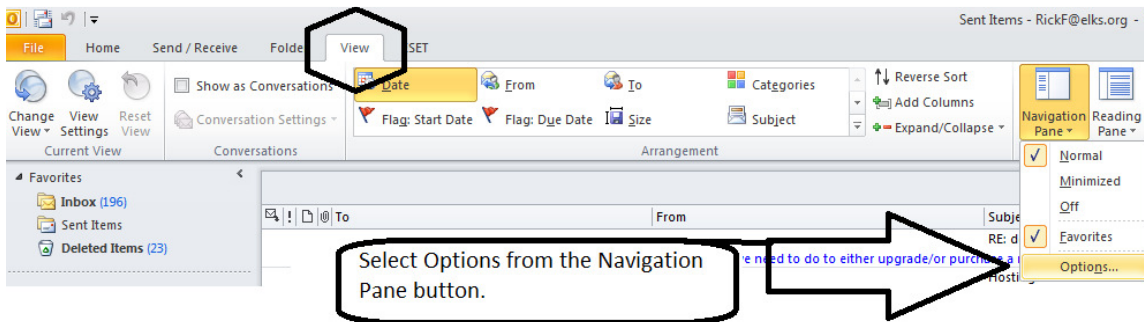 Sent Items - RickF@elks.org -
File Home Send / Receive Folde View SET
Show as Conversations Date From To Categories Reverse Sort
Add Columns
Change View View Settings Reset View Conversation Settings Flag: Start Date Flag: Due Date Size Subject Expand/Collapse Navigation Pane Reading Pane
Current View Conversations Arrangement
Normal
Minimized
Off
Favorites
Options...
Favorites
Inbox (196)
Sent Items
Deleted Items (23)
! To From Subje
RE: d
need to do to either upgrade/or purchase a
Hosting
Select Options from the Navigation
Pane button.